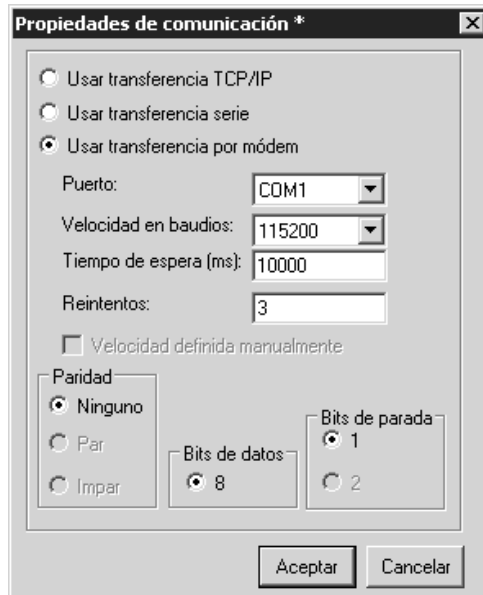 Propiedades de comunicación *
Usar transferencia TCP/IP
Usar transferencia serie
Usar transferencia por módem
Puerto: COM1
Velocidad en baudios: 115200
Tiempo de espera (ms): 10000
Reintentos: 3
Velocidad definida manualmente
Paridad
Ninguno
Par
Impar
Bits de datos
8
Bits de parada
1
2
Aceptar Cancelar